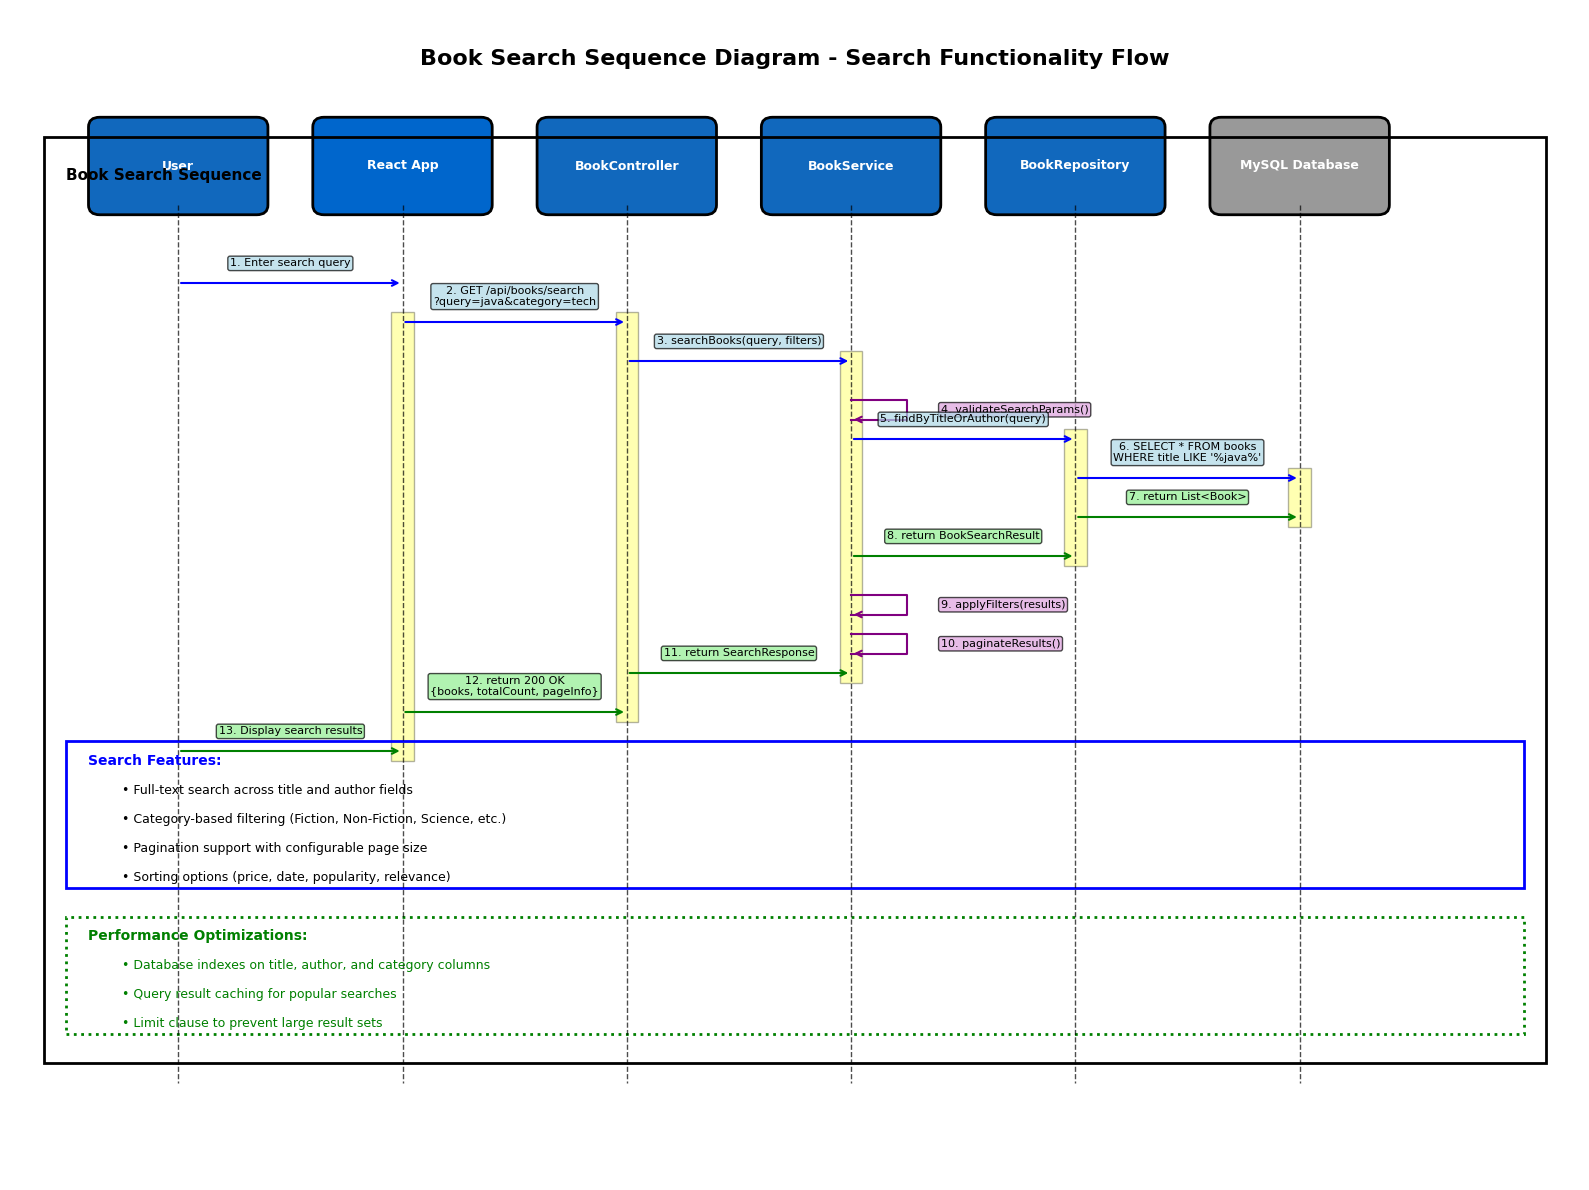 Book Search Sequence Diagram - Search Functionality Flow
User
React App
BookController
BookService
BookRepository
MySQL Database
Book Search Sequence
1. Enter search query
2. GET /api/books/search
?query=java&category=tech
3. searchBooks(query, filters)
4. validateSearchParams()
5. findByTitleOrAuthor(query)
6. SELECT * FROM books
WHERE title LIKE '%java%'
7. return List<Book>
8. return BookSearchResult
9. applyFilters(results)
10. paginateResults()
11. return SearchResponse
12. return 200 OK
{books, totalCount, pageInfo}
13. Display search results
Search Features:
• Full-text search across title and author fields
• Category-based filtering (Fiction, Non-Fiction, Science, etc.)
• Pagination support with configurable page size
• Sorting options (price, date, popularity, relevance)
Performance Optimizations:
• Database indexes on title, author, and category columns
• Query result caching for popular searches
• Limit clause to prevent large result sets